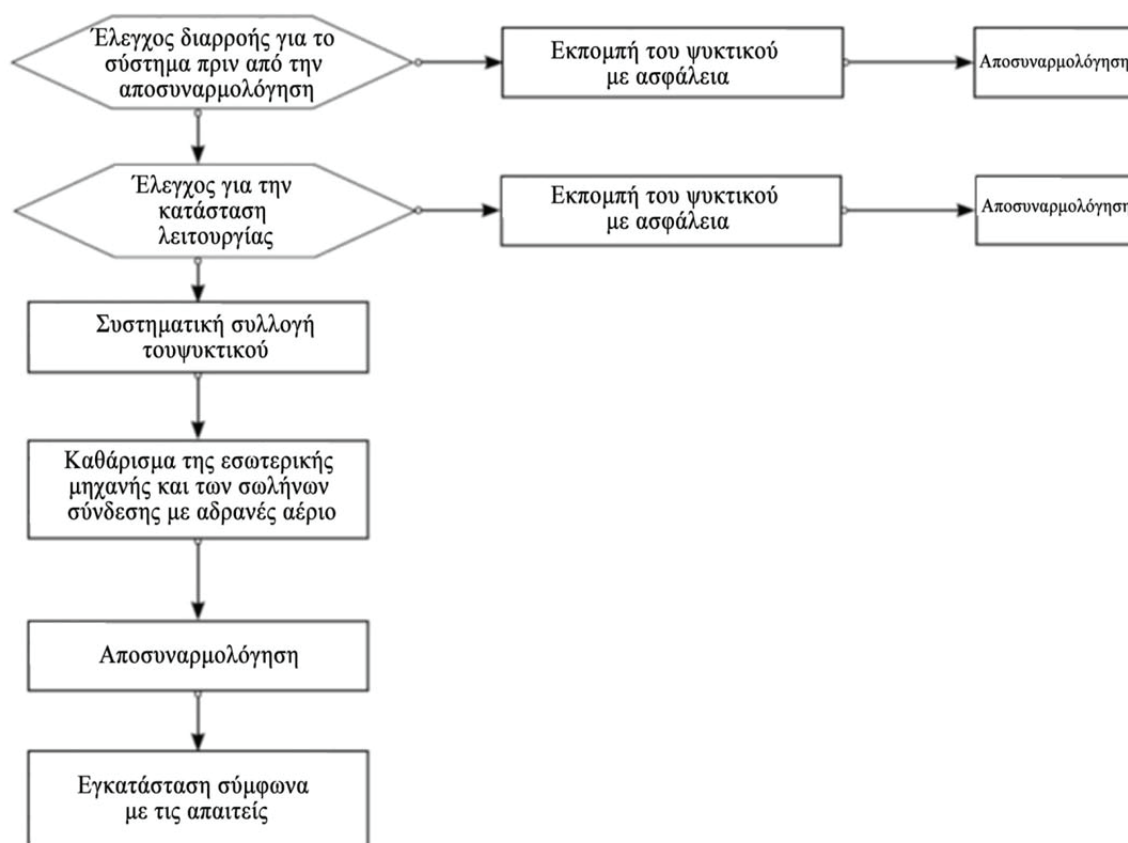 Έλεγχος διαρροής για το
σύστημα πριν από την
αποσυναρμολόγηση
Εκπομπή του ψυκτικού
με ασφάλεια
Αποσυναρμολόγηση
Έλεγχος για την
κατάσταση
λειτουργίας
Εκπομπή του ψυκτικού
με ασφάλεια
Αποσυναρμολόγηση
Συστηματική συλλογή
τουψυκτικού
Καθάρισμα της εσωτερικής
μηχανής και των σωλήνων
σύνδεσης με αδρανές αέριο
Αποσυναρμολόγηση
Εγκατάσταση σύμφωνα
με τις απαιτείς